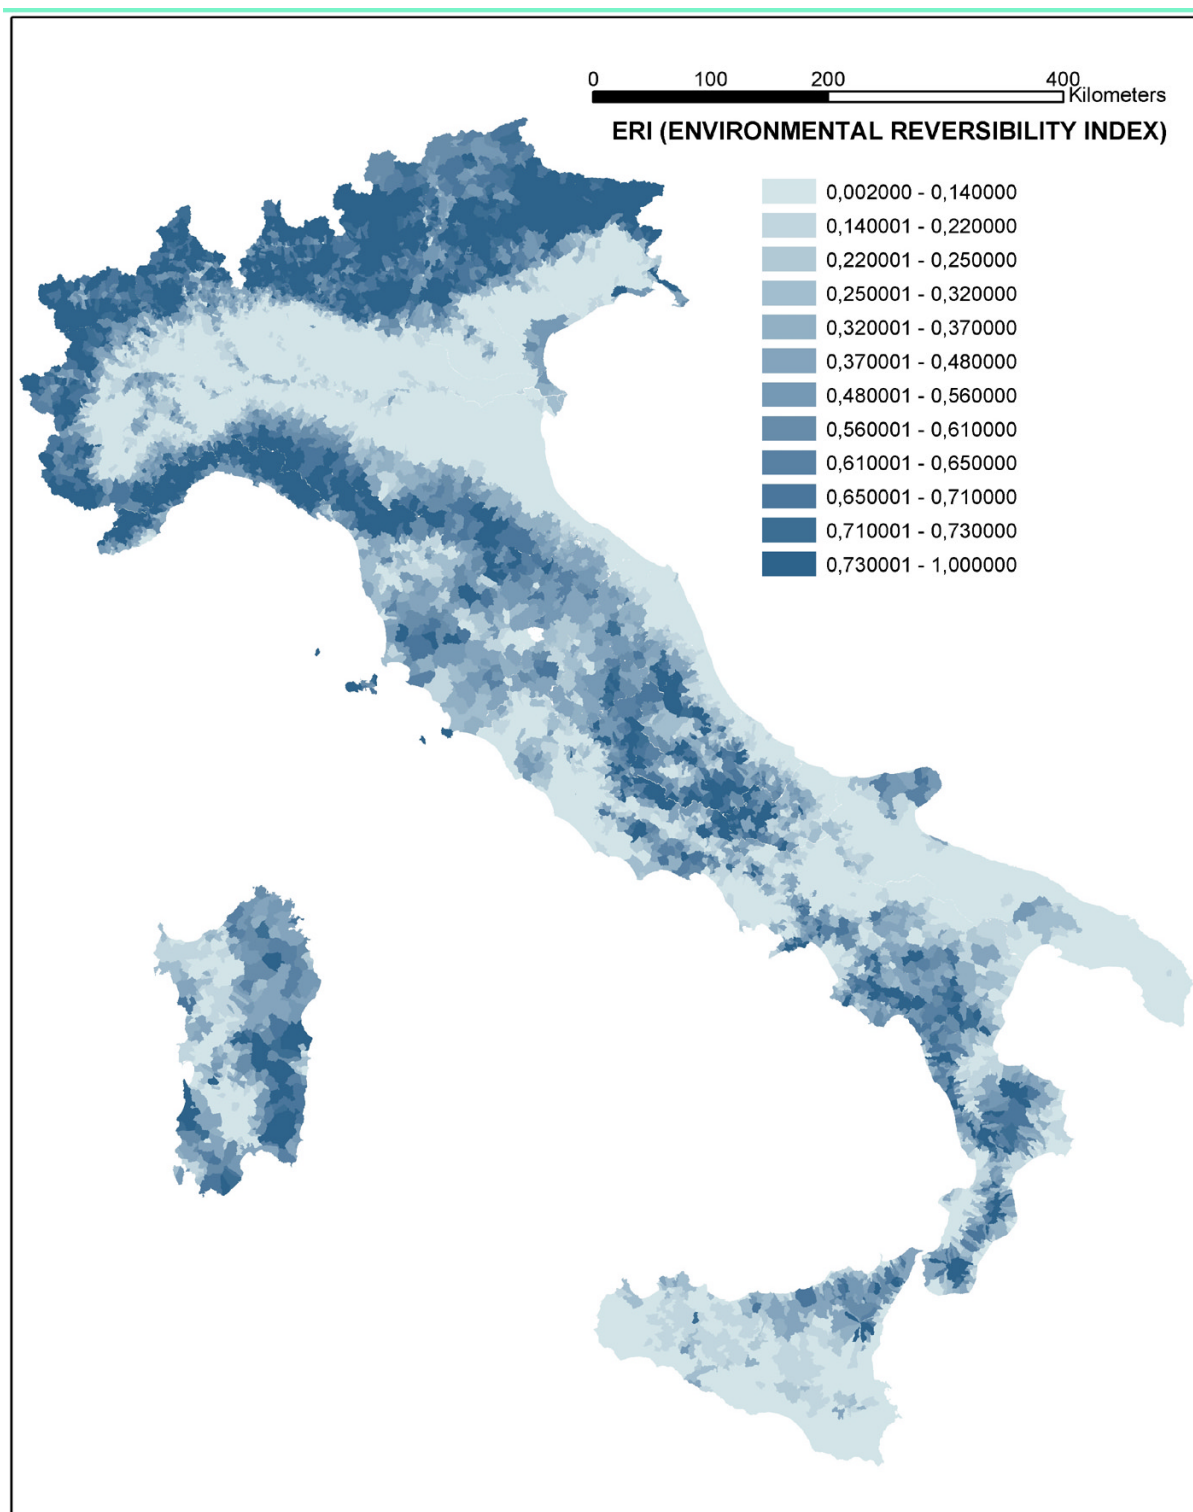 0 100 200 400
Kilometers
ERI (ENVIRONMENTAL REVERSIBILITY INDEX)
0,002000 - 0,140000
0,140001 - 0,220000
0,220001 - 0,250000
0,250001 - 0,320000
0,320001 - 0,370000
0,370001 - 0,480000
0,480001 - 0,560000
0,560001 - 0,610000
0,610001 - 0,650000
0,650001 - 0,710000
0,710001 - 0,730000
0,730001 - 1,000000